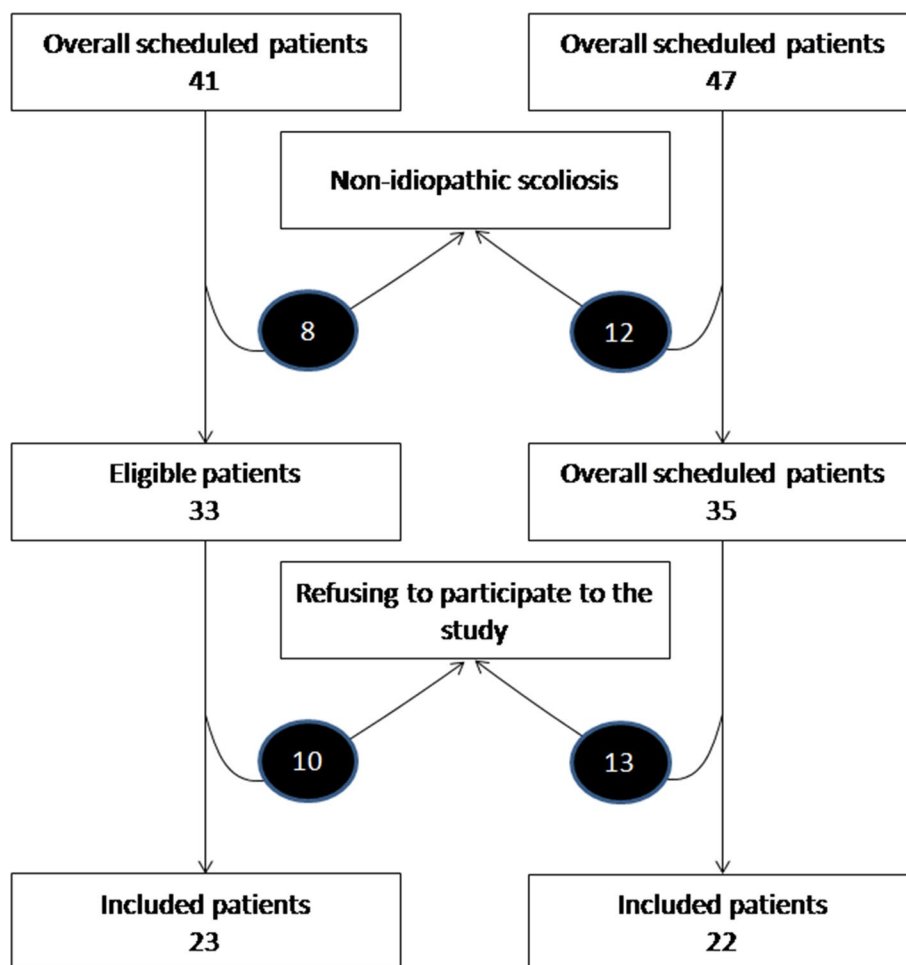 Overall scheduled patients
41
Overall scheduled patients
47
Non-idiopathic scoliosis
8
12
Eligible patients
33
Overall scheduled patients
35
Refusing to participate to the
study
10
13
Included patients
23
Included patients
22